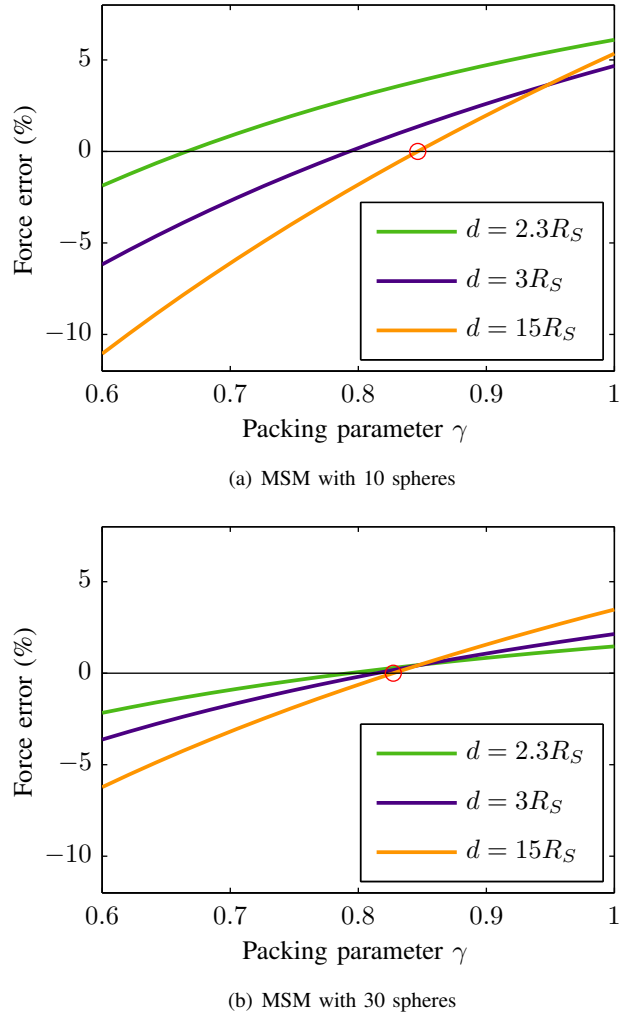 5
0
−5
−10
Force error (%)
d = 2.3R_S
d = 3R_S
d = 15R_S
0.6 0.7 0.8 0.9 1
Packing parameter γ
(a) MSM with 10 spheres
5
0
−5
−10
Force error (%)
d = 2.3R_S
d = 3R_S
d = 15R_S
0.6 0.7 0.8 0.9 1
Packing parameter γ
(b) MSM with 30 spheres